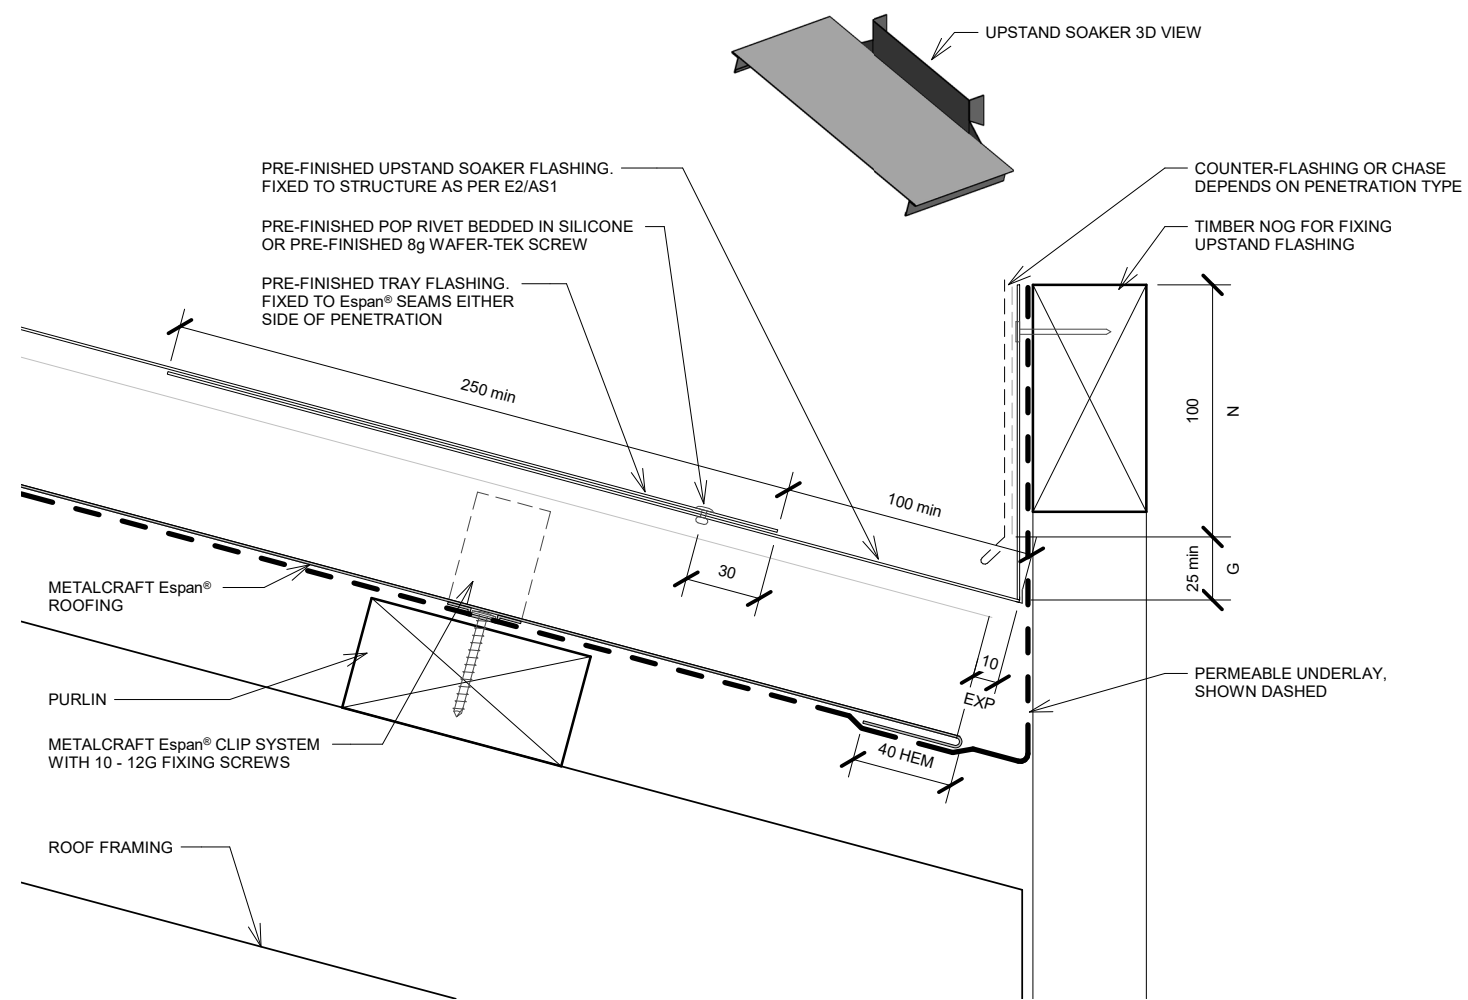 UPSTAND SOAKER 3D VIEW
PRE-FINISHED UPSTAND SOAKER FLASHING.
FIXED TO STRUCTURE AS PER E2/AS1
COUNTER-FLASHING OR CHASE
DEPENDS ON PENETRATION TYPE
PRE-FINISHED POP RIVET BEDDED IN SILICONE
OR PRE-FINISHED 8g WAFER-TEK SCREW
TIMBER NOG FOR FIXING
UPSTAND FLASHING
PRE-FINISHED TRAY FLASHING.
FIXED TO Espan® SEAMS EITHER
SIDE OF PENETRATION
250 min
100 min
100
N
25 min
G
30
METALCRAFT Espan®
ROOFING
10
EXP
PERMEABLE UNDERLAY,
SHOWN DASHED
PURLIN
METALCRAFT Espan® CLIP SYSTEM
WITH 10 - 12G FIXING SCREWS
40 HEM
ROOF FRAMING